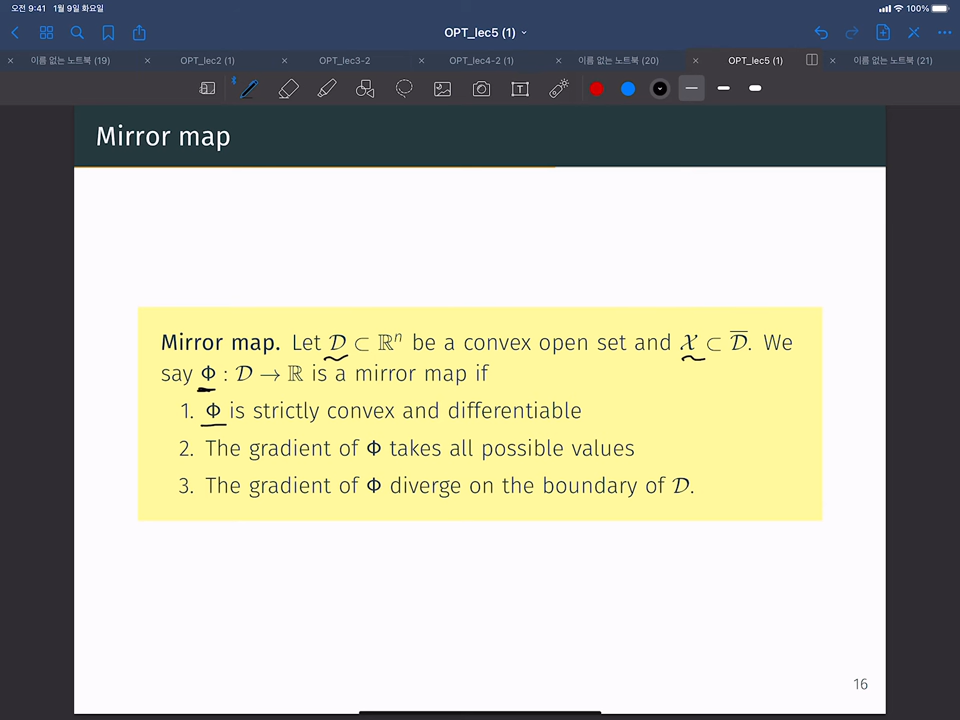 오전 9:41 1월 9일 화요일
100%
OPT_lec5 (1)
이름 없는 노트북 (19)
OPT_lec2 (1)
OPT_lec3-2
OPT_lec4-2 (1)
이름 없는 노트북 (20)
OPT_lec5 (1)
이름 없는 노트북 (21)
Mirror map
Mirror map. Let 𝒟 ⊂ ℝⁿ be a convex open set and 𝒳 ⊂ 𝒟̅. We
say Φ : 𝒟 → ℝ is a mirror map if
1. Φ is strictly convex and differentiable
2. The gradient of Φ takes all possible values
3. The gradient of Φ diverge on the boundary of 𝒟.
16